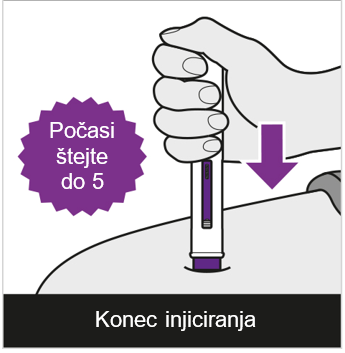 Počasi
štejte
do 5
Konec injiciranja